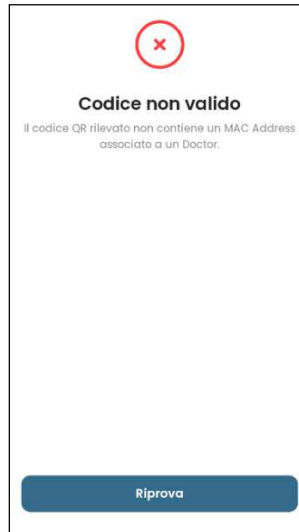 Codice non valido
Il codice QR rilevato non contiene un MAC Address
associato a un Doctor.
Riprova